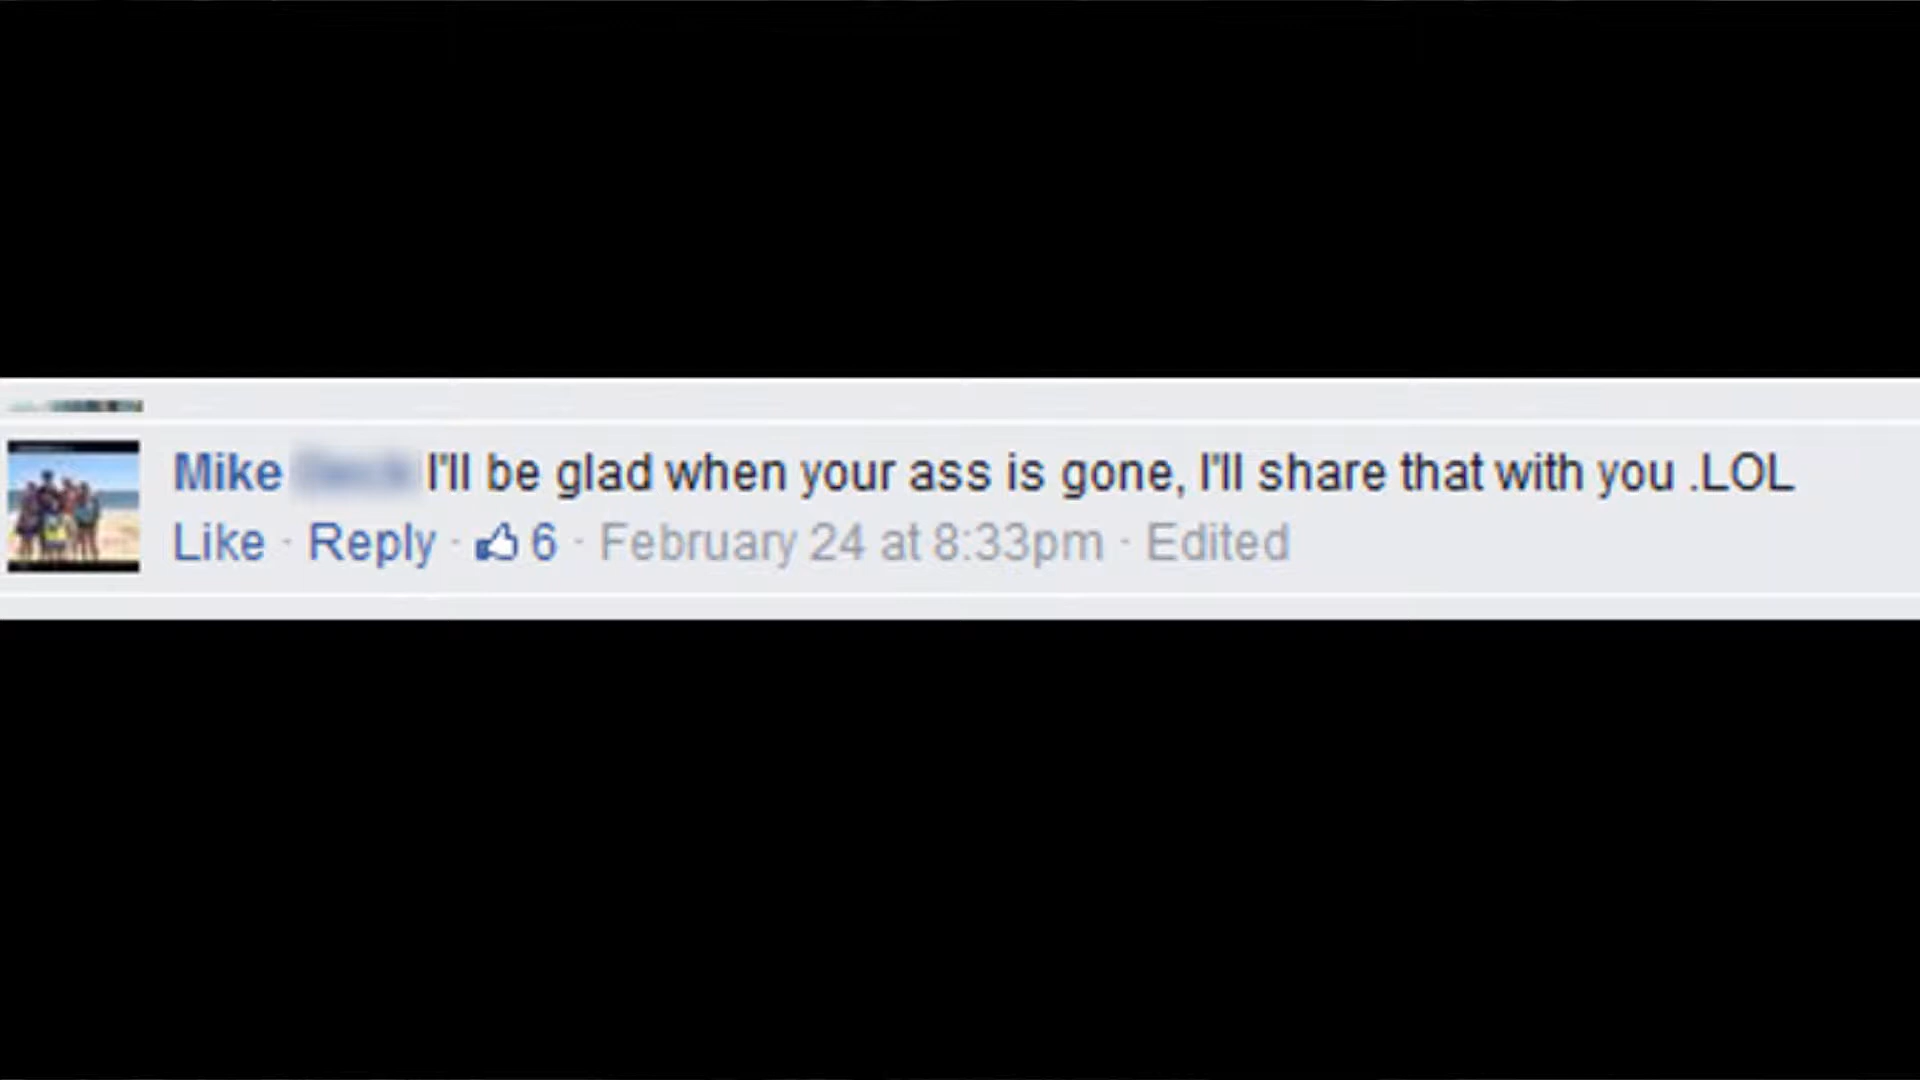 Mike I'll be glad when your ass is gone, I'll share that with you .LOL
Like · Reply · 6 · February 24 at 8:33pm · Edited